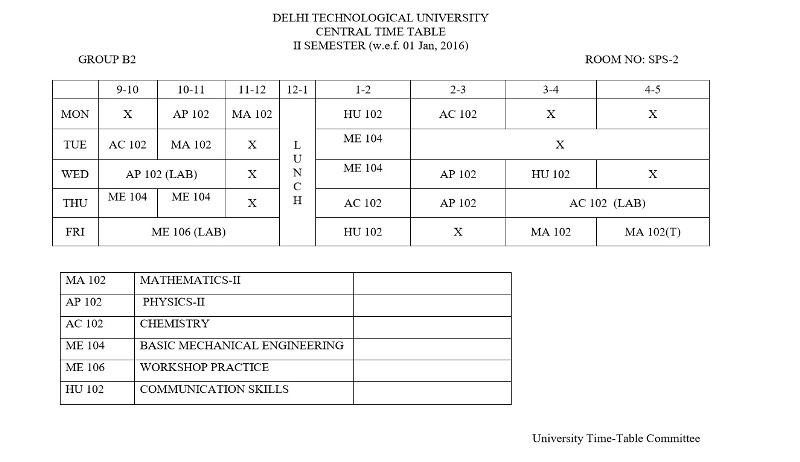 DELHI TECHNOLOGICAL UNIVERSITY
CENTRAL TIME TABLE
II SEMESTER (w.e.f. 01 Jan, 2016)
GROUP B2 ROOM NO: SPS-2
9-10 10-11 11-12 12-1 1-2 2-3 3-4 4-5
MON X AP 102 MA 102 HU 102 AC 102 X X
TUE AC 102 MA 102 X ME 104 X
WED AP 102 (LAB) X ME 104 AP 102 HU 102 X
THU ME 104 ME 104 X AC 102 AP 102 AC 102 (LAB)
FRI ME 106 (LAB) HU 102 X MA 102 MA 102(T)
L
U
N
C
H
MA 102 MATHEMATICS-II
AP 102 PHYSICS-II
AC 102 CHEMISTRY
ME 104 BASIC MECHANICAL ENGINEERING
ME 106 WORKSHOP PRACTICE
HU 102 COMMUNICATION SKILLS
University Time-Table Committee